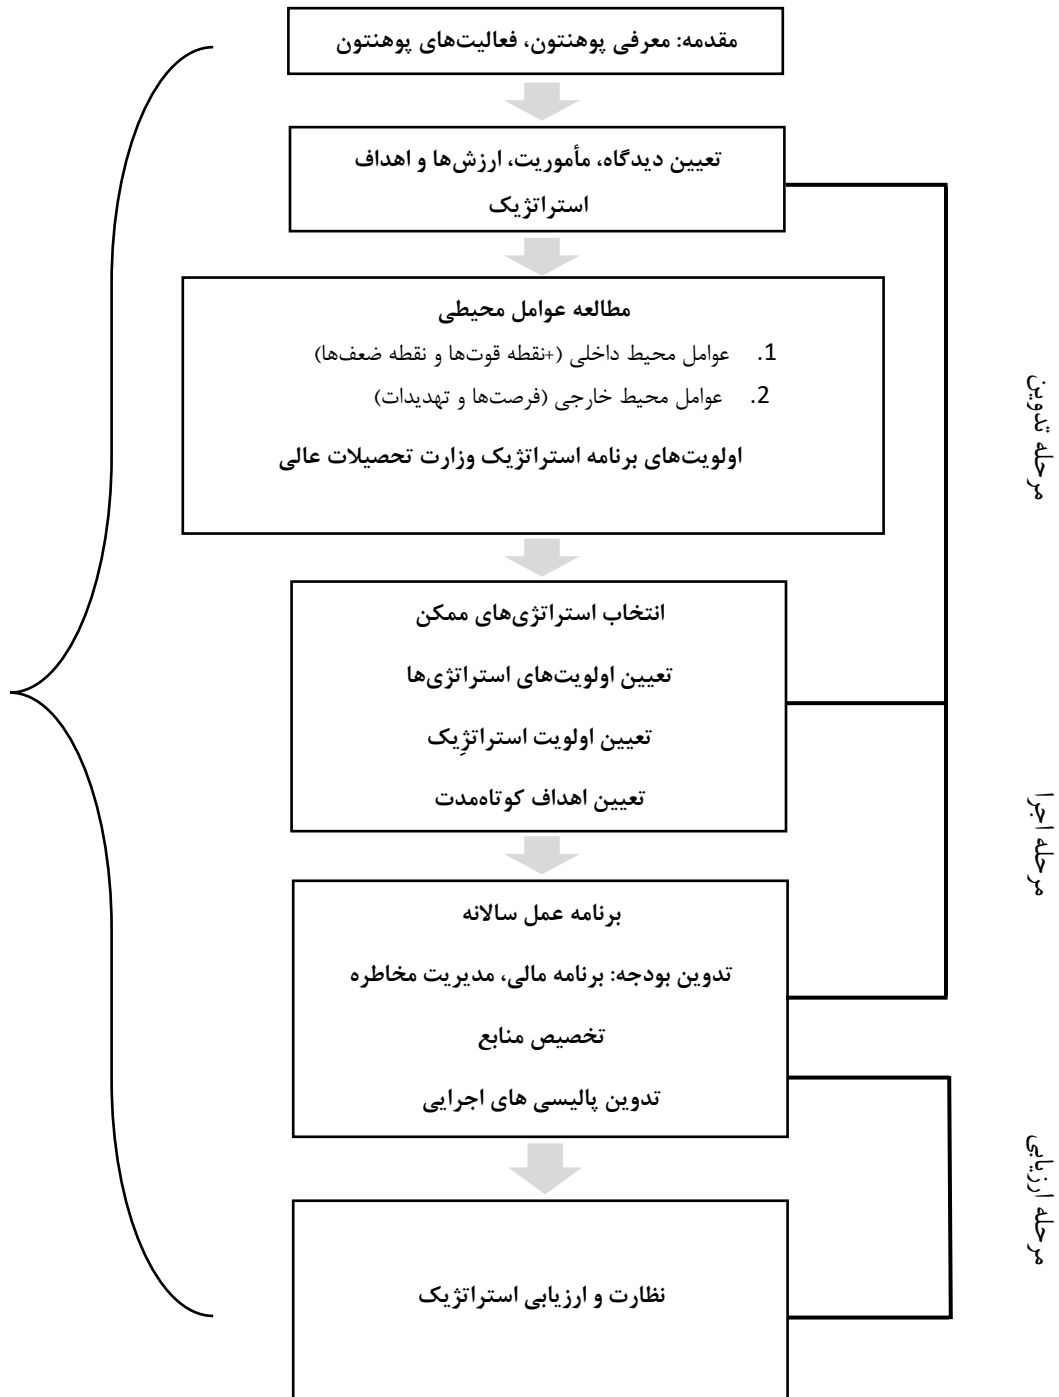 مقدمه: معرفی پوهنتون، فعالیت‌های پوهنتون
تعیین دیدگاه، مأموریت، ارزش‌ها و اهداف
استراتژیک
مطالعه عوامل محیطی
1. عوامل محیط داخلی (+نقطه قوت‌ها و نقطه ضعف‌ها)
2. عوامل محیط خارجی (فرصت‌ها و تهدیدات)
اولویت‌های برنامه استراتژیک وزارت تحصیلات عالی
انتخاب استراتژی‌های ممکن
تعیین اولویت‌های استراتژی‌ها
تعیین اولویت استراتژِیک
تعیین اهداف کوتاه‌مدت
برنامه عمل سالانه
تدوین بودجه: برنامه مالی، مدیریت مخاطره
تخصیص منابع
تدوین پالیسی های اجرایی
نظارت و ارزیابی استراتژیک
مرحله تدوین
مرحله اجرا
مرحله ارزیابی